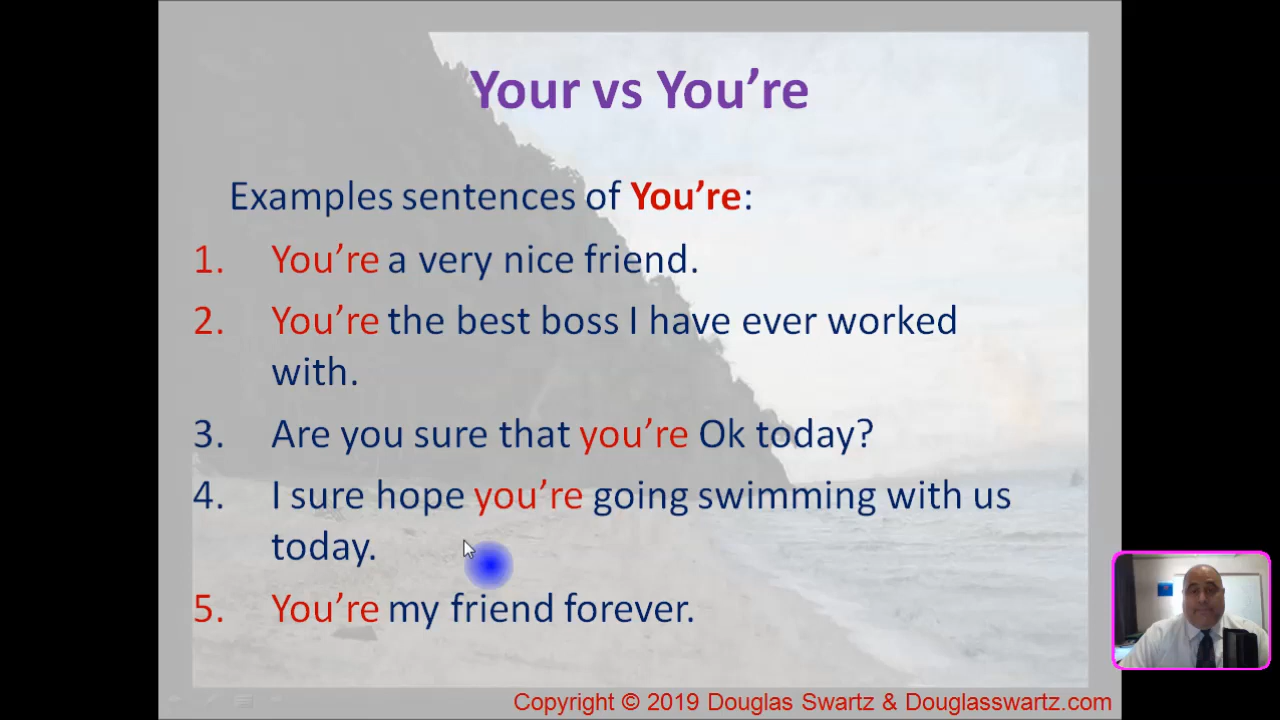 Your vs You’re
Examples sentences of You’re:
1. You’re a very nice friend.
2. You’re the best boss I have ever worked
with.
3. Are you sure that you’re Ok today?
4. I sure hope you’re going swimming with us
today.
5. You’re my friend forever.
Copyright © 2019 Douglas Swartz & Douglasswartz.com